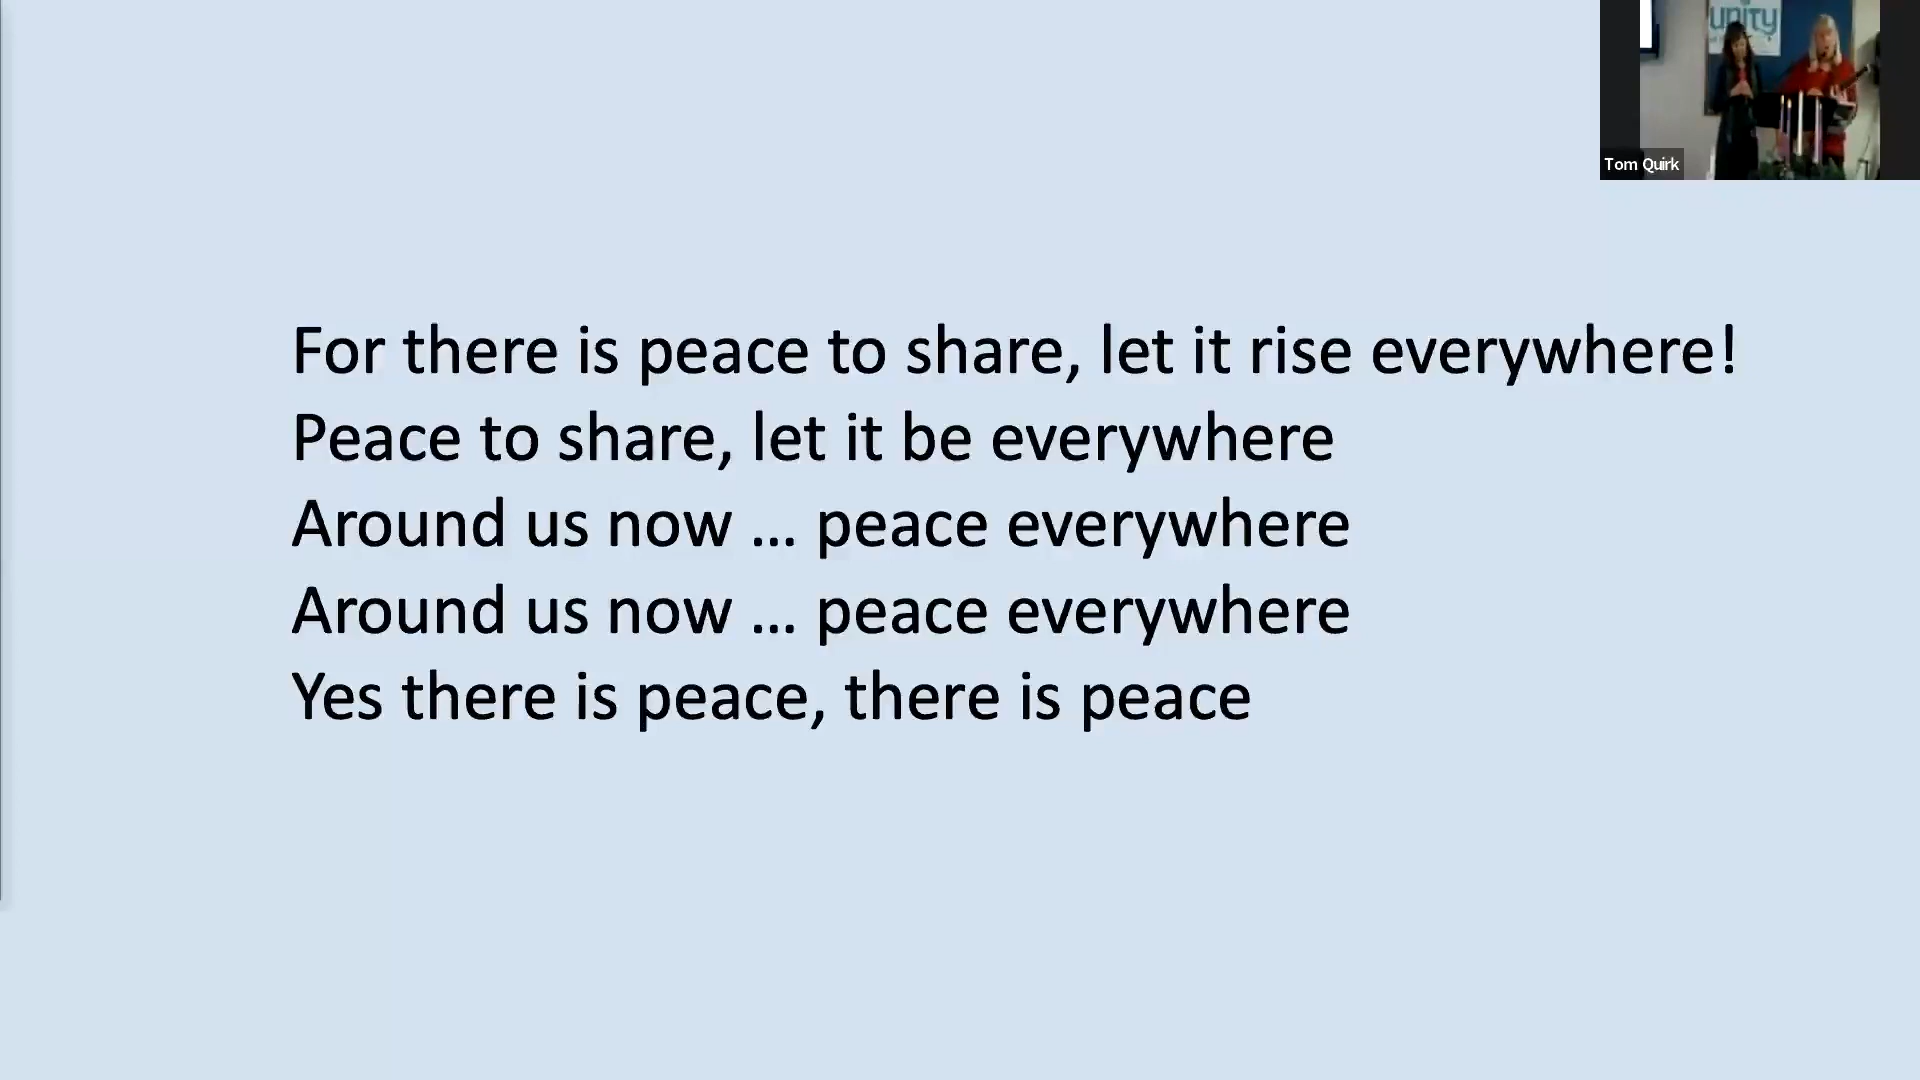 unity
Tom Quirk
For there is peace to share, let it rise everywhere!
Peace to share, let it be everywhere
Around us now ... peace everywhere
Around us now ... peace everywhere
Yes there is peace, there is peace